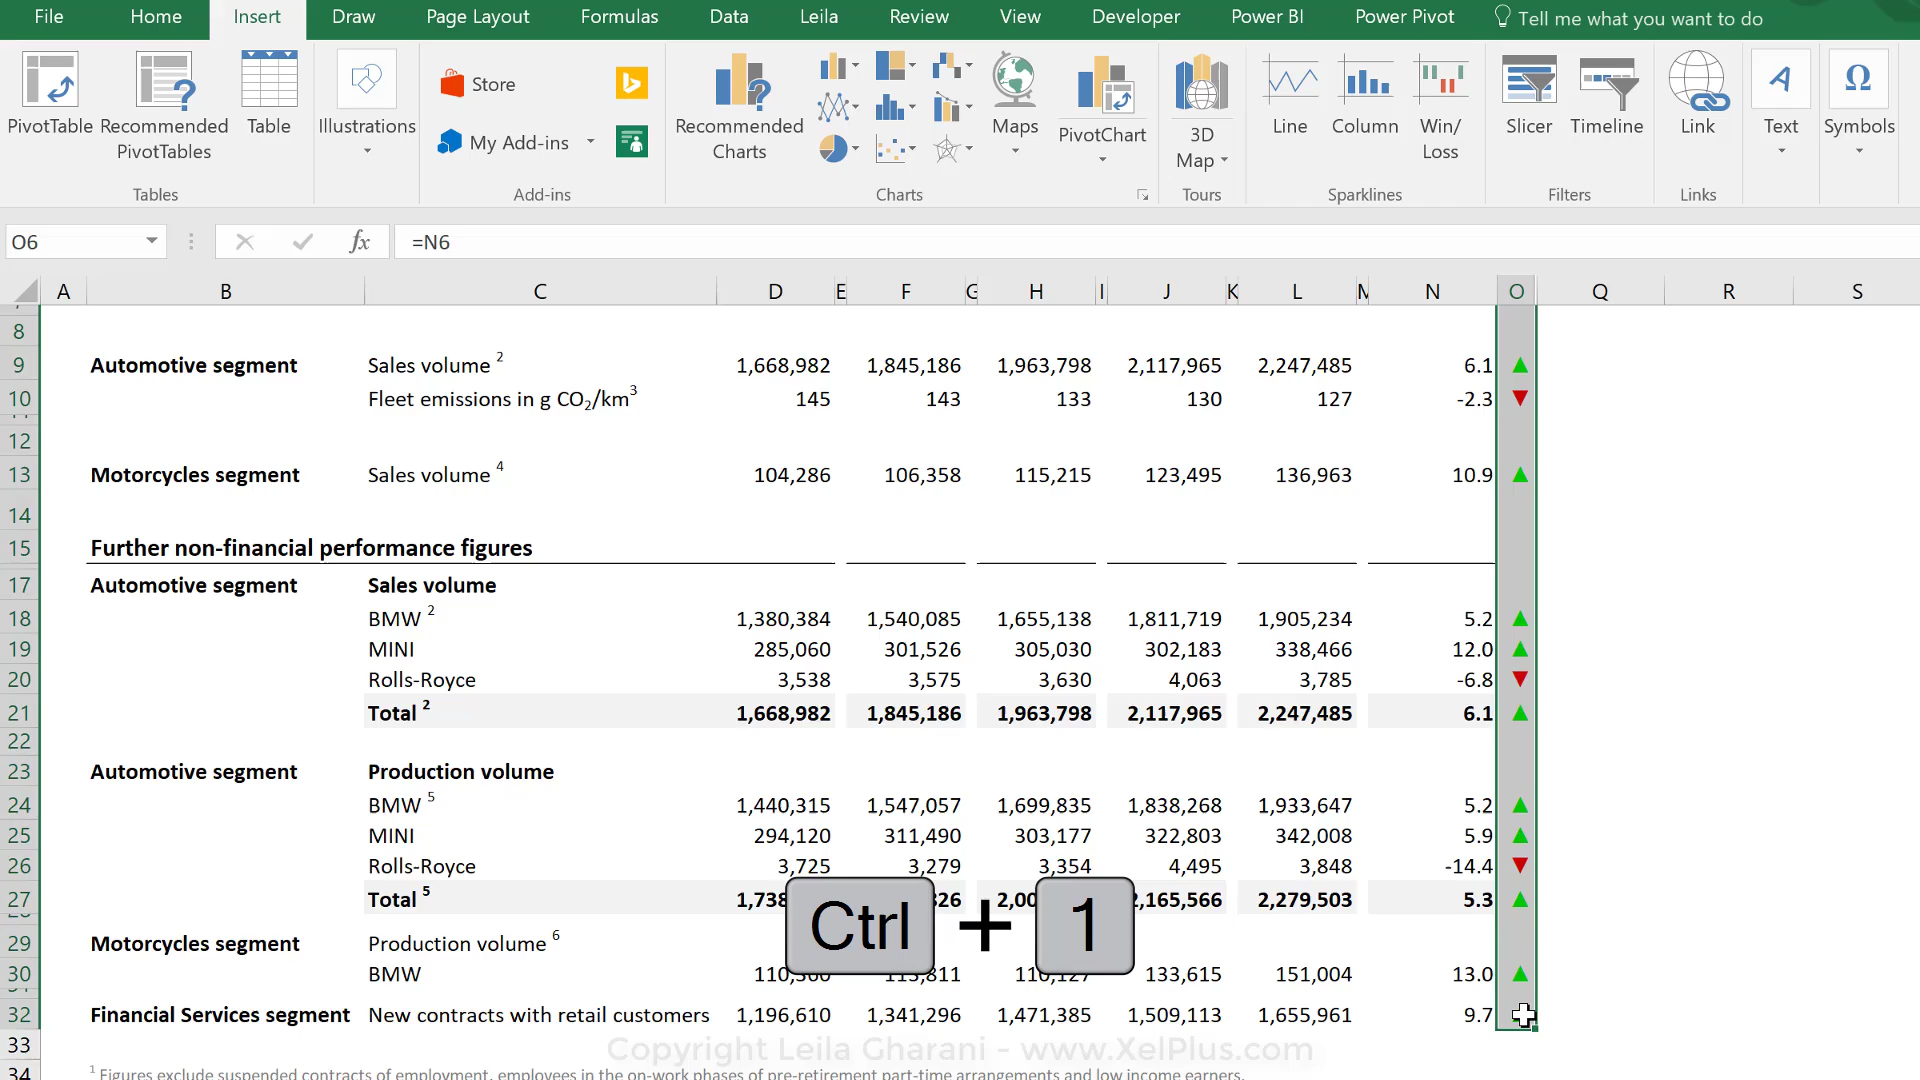 File Home Insert Draw Page Layout Formulas Data Leila Review View Developer Power BI Power Pivot Tell me what you want to do
PivotTable Recommended PivotTables Table Illustrations Store My Add-ins Recommended Charts Maps PivotChart 3D Map Line Column Win/ Loss Slicer Timeline Link Text Symbols
Tables Add-ins Charts Tours Sparklines Filters Links
O6 fx =N6
A B C D E F G H I J K L M N O Q R S
8
9 Automotive segment Sales volume 2 1,668,982 1,845,186 1,963,798 2,117,965 2,247,485 6.1 ▲
10 Fleet emissions in g CO2/km3 145 143 133 130 127 -2.3 ▼
12
13 Motorcycles segment Sales volume 4 104,286 106,358 115,215 123,495 136,963 10.9 ▲
14
15 Further non-financial performance figures
17 Automotive segment Sales volume
18 BMW 2 1,380,384 1,540,085 1,655,138 1,811,719 1,905,234 5.2 ▲
19 MINI 285,060 301,526 305,030 302,183 338,466 12.0 ▲
20 Rolls-Royce 3,538 3,575 3,630 4,063 3,785 -6.8 ▼
21 Total 2 1,668,982 1,845,186 1,963,798 2,117,965 2,247,485 6.1 ▲
22
23 Automotive segment Production volume
24 BMW 5 1,440,315 1,547,057 1,699,835 1,838,268 1,933,647 5.2 ▲
25 MINI 294,120 311,490 303,177 322,803 342,008 5.9 ▲
26 Rolls-Royce 3,725 3,279 3,354 4,495 3,848 -14.4 ▼
27 Total 5 2,165,566 2,279,503 5.3 ▲
Ctrl + 1
29 Motorcycles segment Production volume 6
30 BMW 133,615 151,004 13.0 ▲
32 Financial Services segment New contracts with retail customers 1,196,610 1,341,296 1,471,385 1,509,113 1,655,961 9.7
33
Copyright Leila Gharani - www.XelPlus.com
34 1 Figures exclude suspended contracts of employment, employees in the on-work phases of pre-retirement part-time arrangements and low income earners.